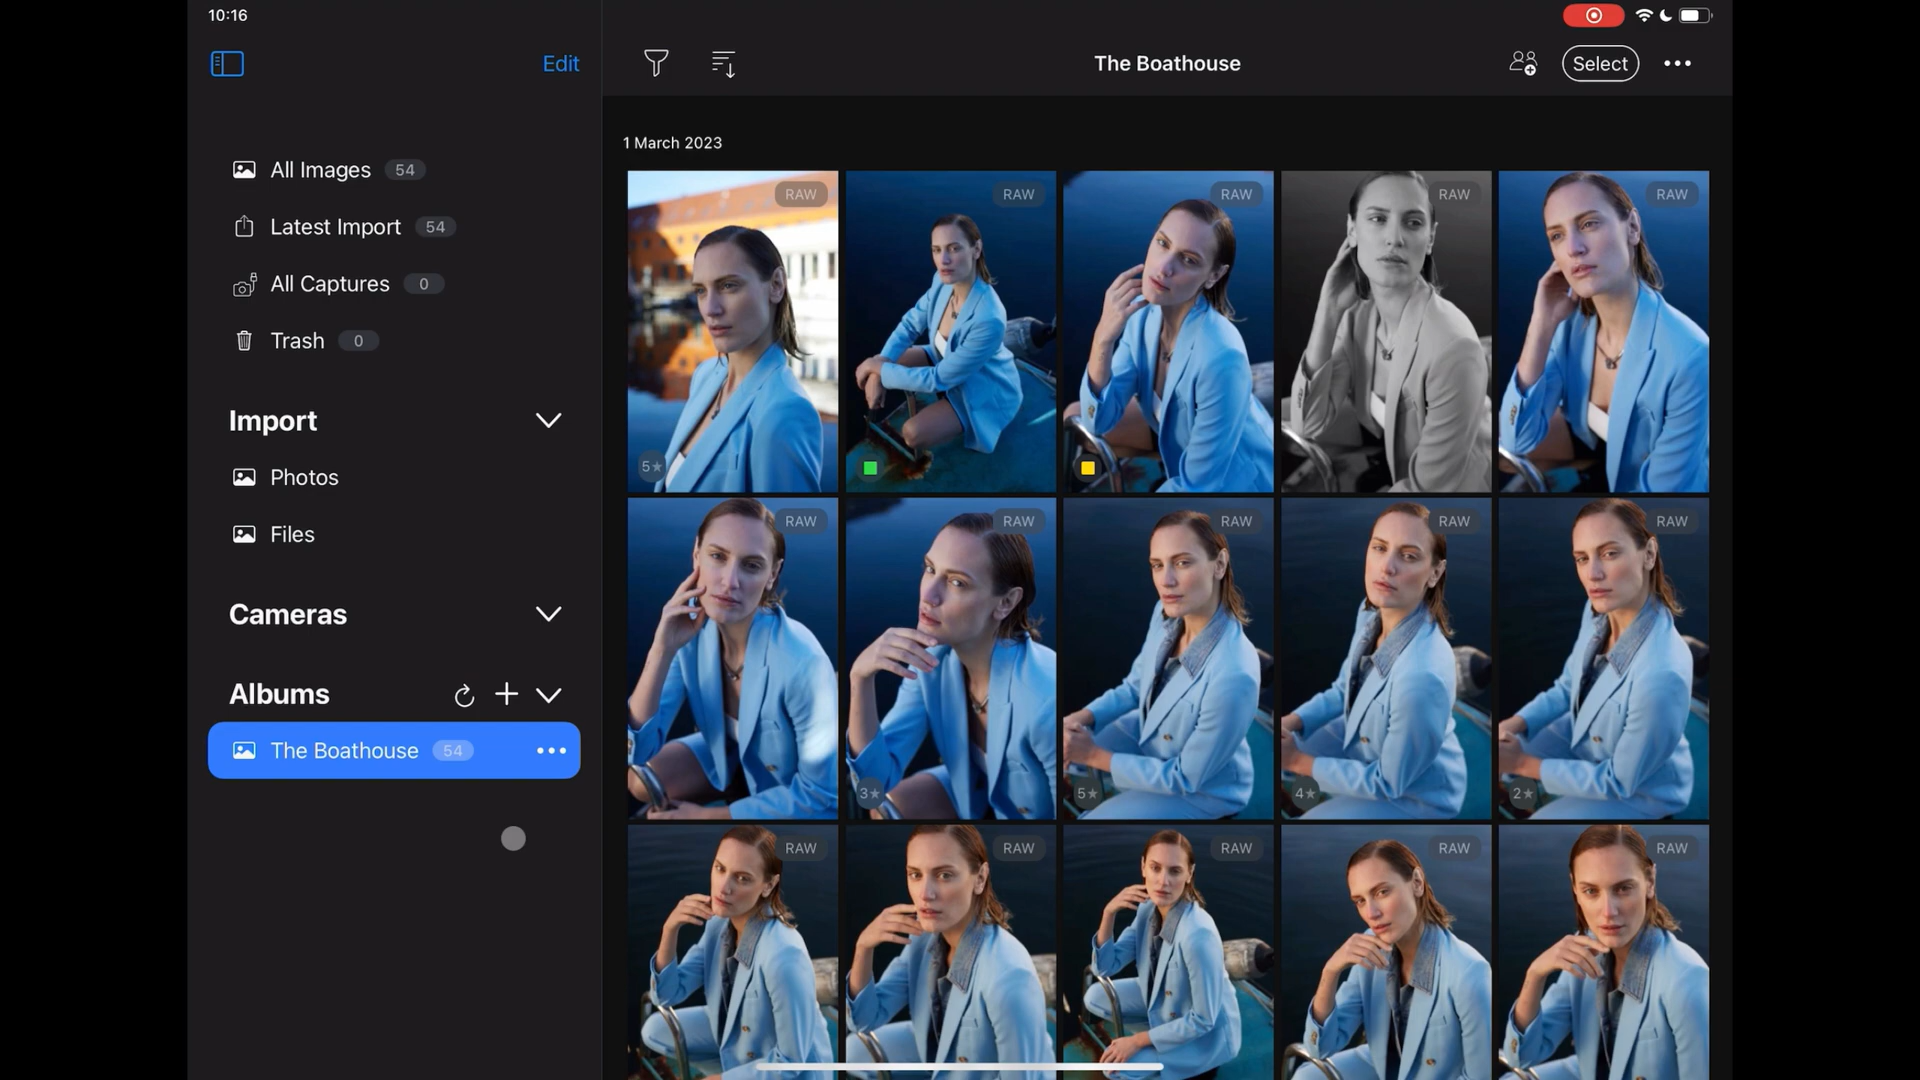 10:16
Edit
The Boathouse
Select
All Images 54
Latest Import 54
All Captures 0
Trash 0
Import
Photos
Files
Cameras
Albums
The Boathouse 54
1 March 2023
RAW RAW RAW RAW RAW
5★
RAW RAW RAW RAW RAW
3★ 5★ 4★ 2★
RAW RAW RAW RAW RAW